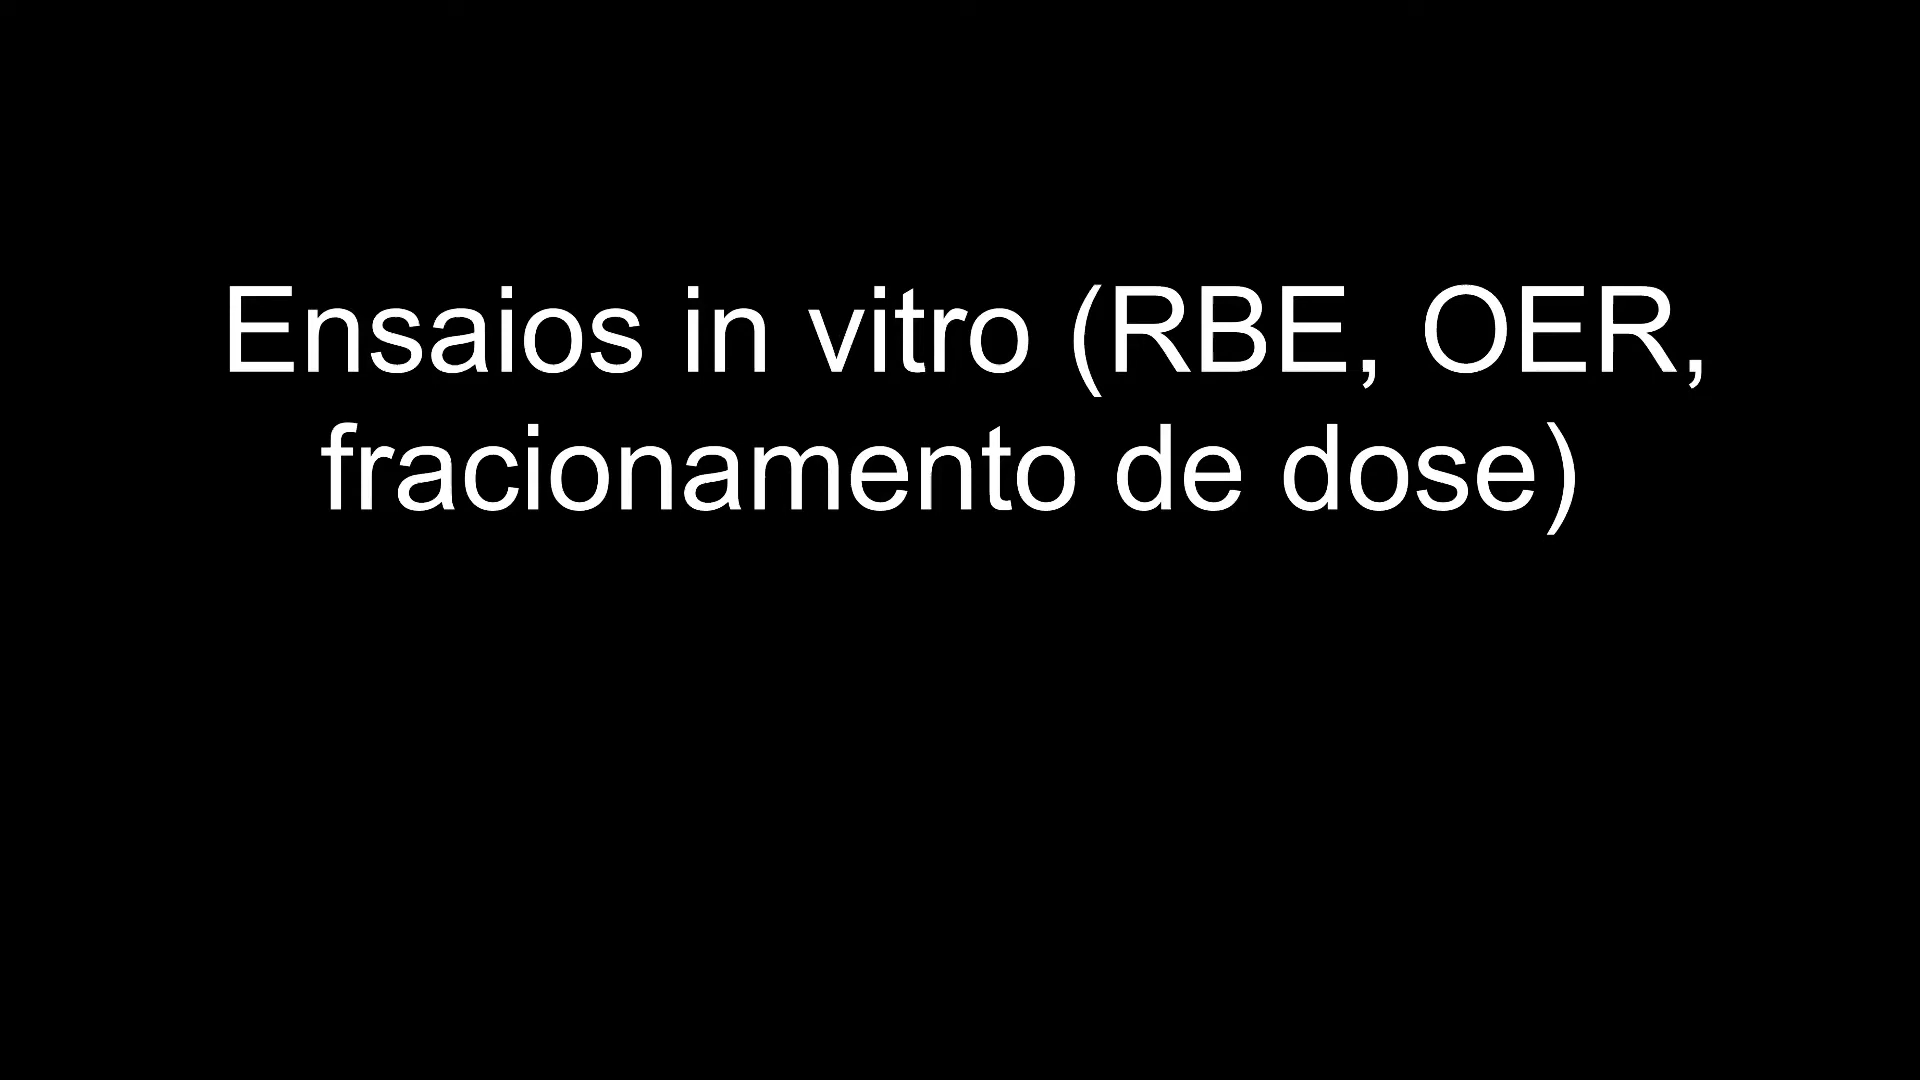 Ensaios in vitro (RBE, OER,
fracionamento de dose)